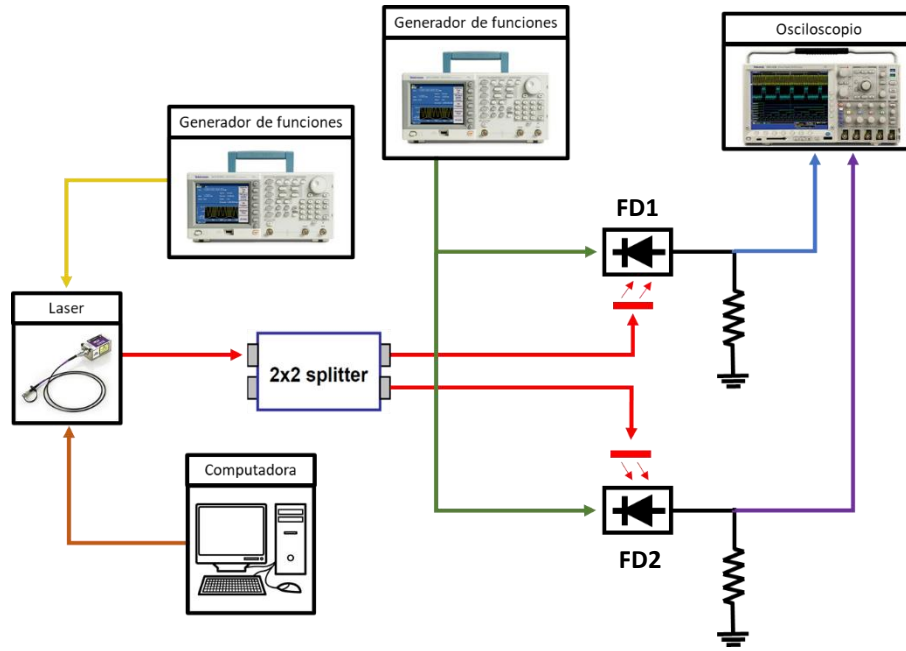 Generador de funciones
Osciloscopio
Generador de funciones
FD1
Laser
2x2 splitter
Computadora
FD2